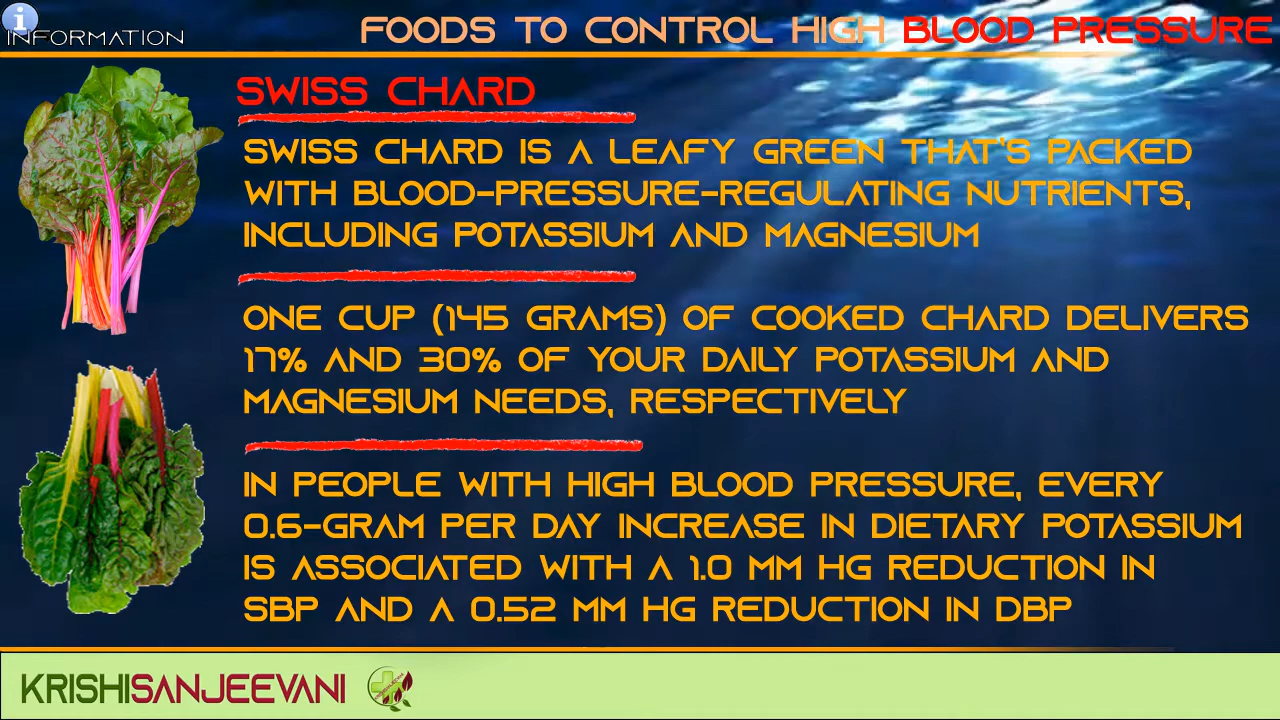 INFORMATION
FOODS TO CONTROL HIGH BLOOD PRESSURE
SWISS CHARD
SWISS CHARD IS A LEAFY GREEN THAT'S PACKED
WITH BLOOD-PRESSURE-REGULATING NUTRIENTS,
INCLUDING POTASSIUM AND MAGNESIUM
ONE CUP (145 GRAMS) OF COOKED CHARD DELIVERS
17% AND 30% OF YOUR DAILY POTASSIUM AND
MAGNESIUM NEEDS, RESPECTIVELY
IN PEOPLE WITH HIGH BLOOD PRESSURE, EVERY
0.6-GRAM PER DAY INCREASE IN DIETARY POTASSIUM
IS ASSOCIATED WITH A 1.0 MM HG REDUCTION IN
SBP AND A 0.52 MM HG REDUCTION IN DBP
KRISHISANJEEVANI